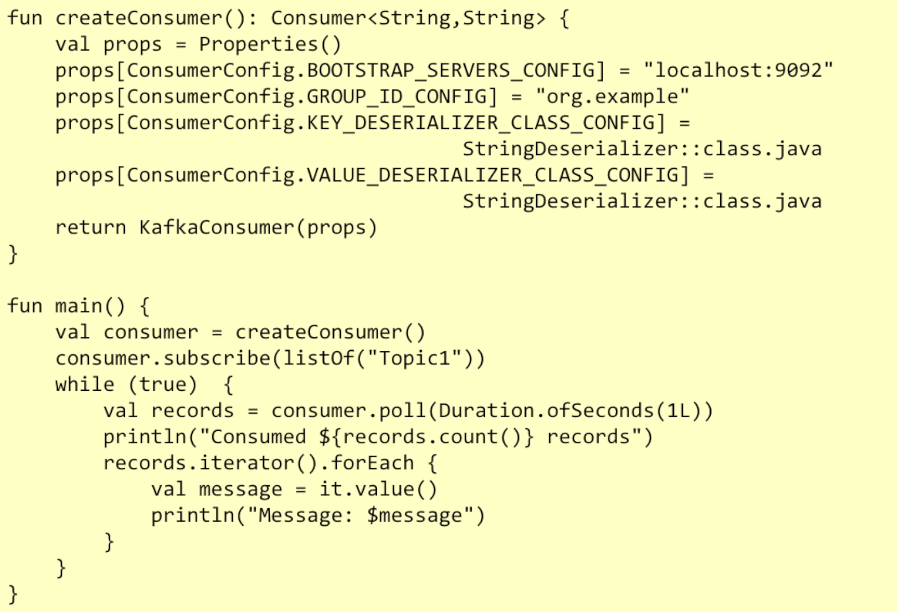 fun createConsumer(): Consumer<String,String> {
    val props = Properties()
    props[ConsumerConfig.BOOTSTRAP_SERVERS_CONFIG] = "localhost:9092"
    props[ConsumerConfig.GROUP_ID_CONFIG] = "org.example"
    props[ConsumerConfig.KEY_DESERIALIZER_CLASS_CONFIG] =
                                      StringDeserializer::class.java
    props[ConsumerConfig.VALUE_DESERIALIZER_CLASS_CONFIG] =
                                      StringDeserializer::class.java
    return KafkaConsumer(props)
}

fun main() {
    val consumer = createConsumer()
    consumer.subscribe(listOf("Topic1"))
    while (true)  {
        val records = consumer.poll(Duration.ofSeconds(1L))
        println("Consumed ${records.count()} records")
        records.iterator().forEach {
            val message = it.value()
            println("Message: $message")
        }
    }
}